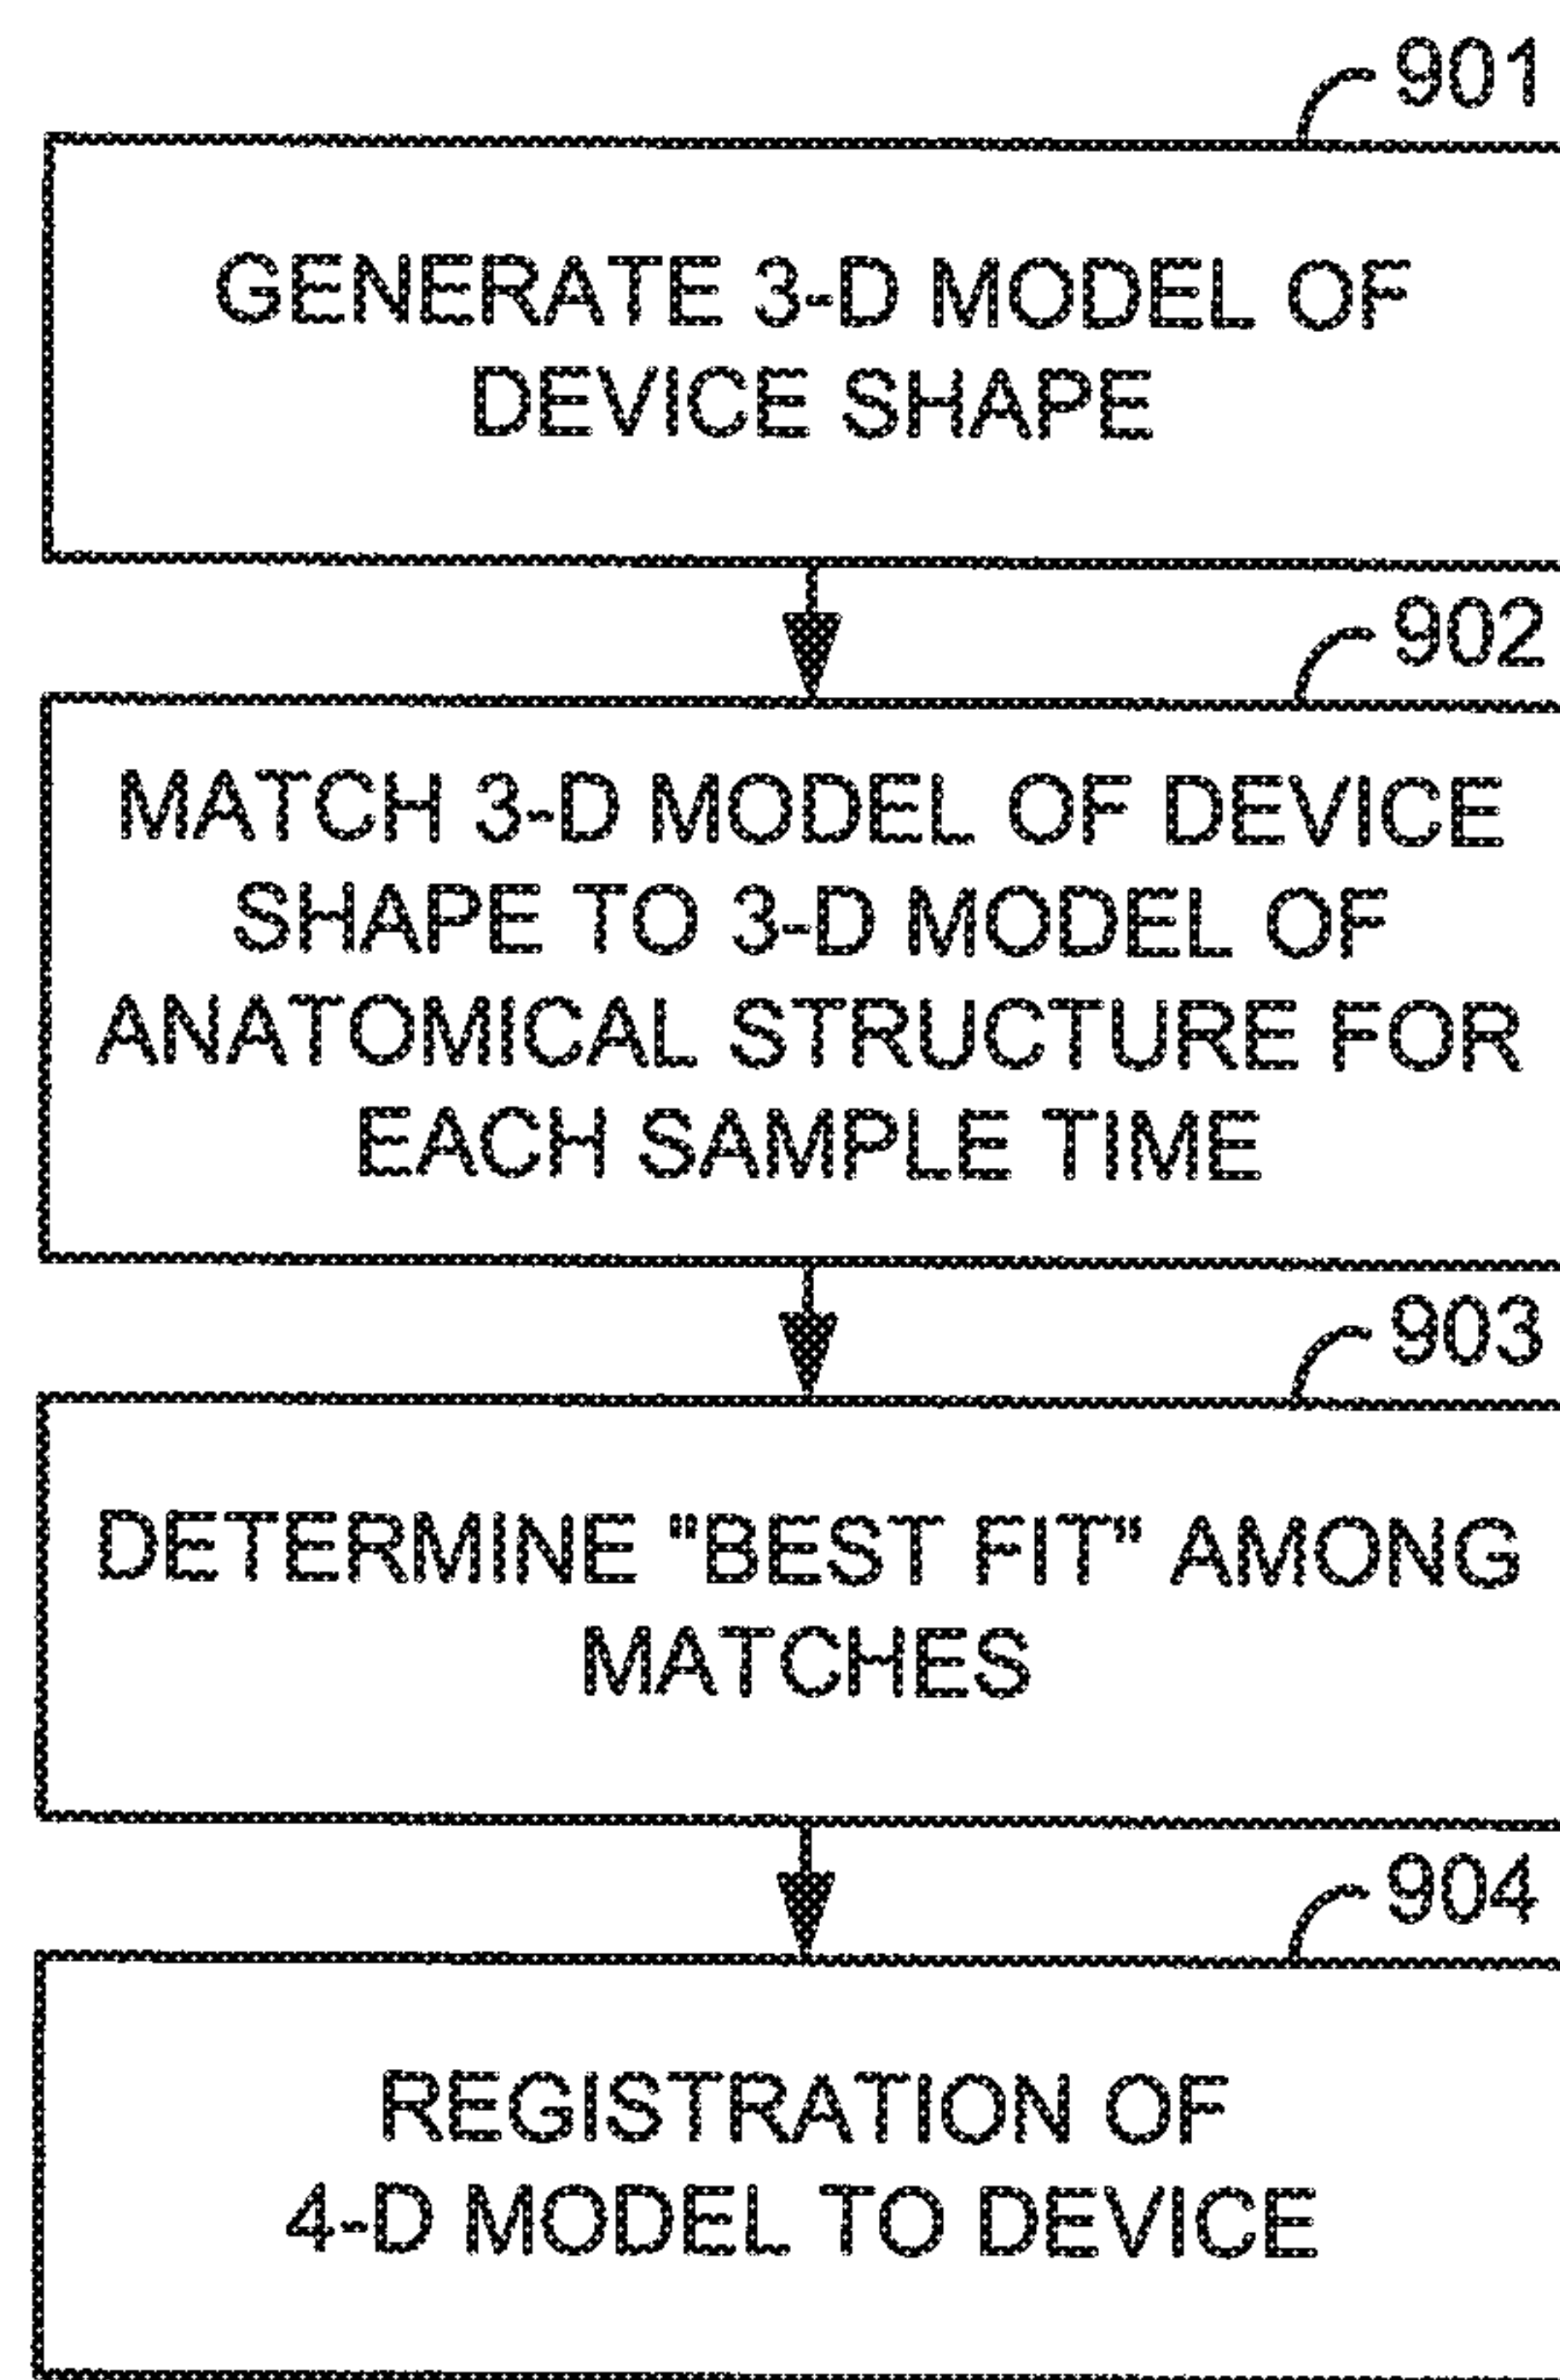 901
GENERATE 3-D MODEL OF
DEVICE SHAPE
902
MATCH 3-D MODEL OF DEVICE
SHAPE TO 3-D MODEL OF
ANATOMICAL STRUCTURE FOR
EACH SAMPLE TIME
903
DETERMINE "BEST FIT" AMONG
MATCHES
904
REGISTRATION OF
4-D MODEL TO DEVICE